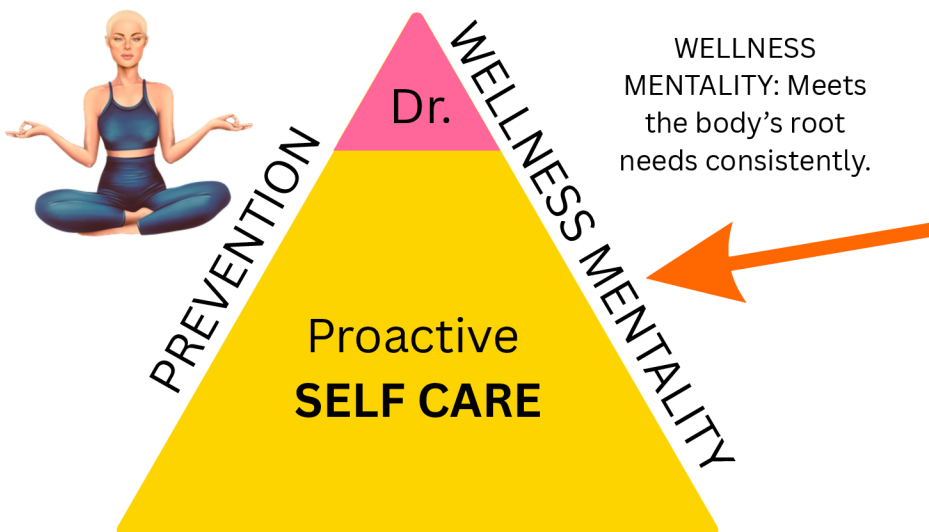 Dr.
PREVENTION
WELLNESS MENTALITY
Proactive
SELF CARE
WELLNESS
MENTALITY: Meets
the body’s root
needs consistently.